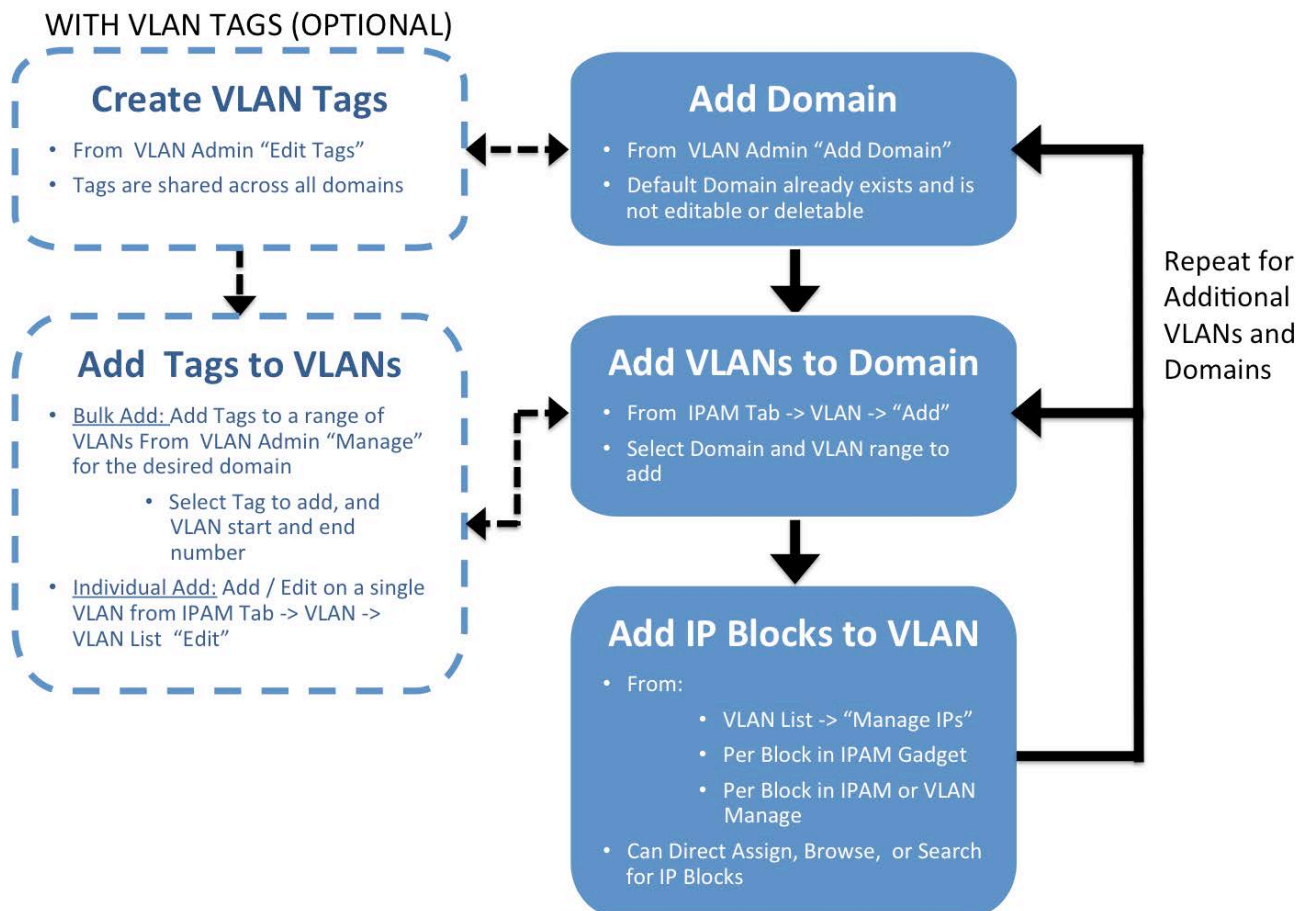 WITH VLAN TAGS (OPTIONAL)
Create VLAN Tags
• From VLAN Admin “Edit Tags”
• Tags are shared across all domains
Add Domain
• From VLAN Admin “Add Domain”
• Default Domain already exists and is
not editable or deletable
Repeat for
Additional
VLANs and
Domains
Add Tags to VLANs
• Bulk Add: Add Tags to a range of
VLANs From VLAN Admin “Manage”
for the desired domain
• Select Tag to add, and
VLAN start and end
number
• Individual Add: Add / Edit on a single
VLAN from IPAM Tab -> VLAN ->
VLAN List “Edit”
Add VLANs to Domain
• From IPAM Tab -> VLAN -> “Add”
• Select Domain and VLAN range to
add
Add IP Blocks to VLAN
• From:
• VLAN List -> “Manage IPs”
• Per Block in IPAM Gadget
• Per Block in IPAM or VLAN
Manage
• Can Direct Assign, Browse, or Search
for IP Blocks